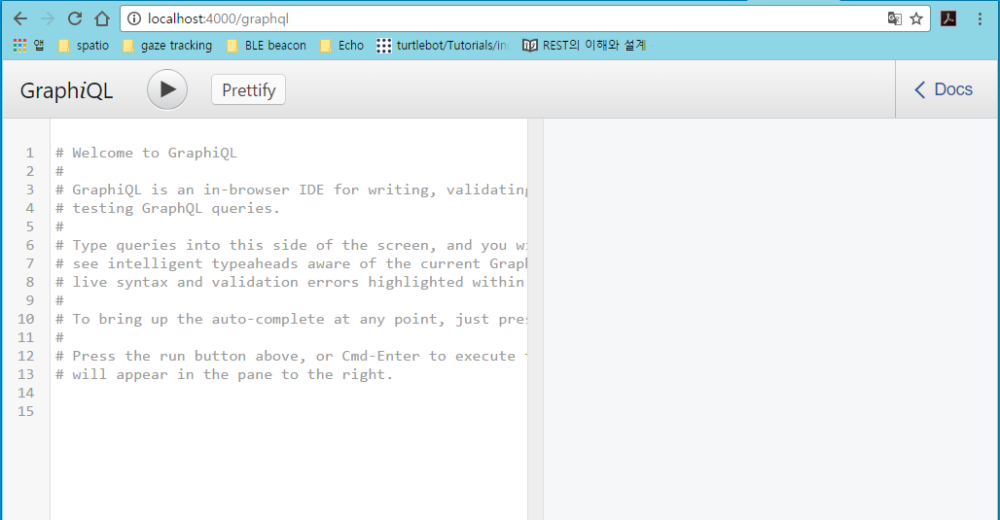 localhost:4000/graphql
앱 spatio gaze tracking BLE beacon Echo turtlebot/Tutorials/in REST의 이해와 설계
GraphiQL Prettify Docs
1 # Welcome to GraphiQL
2 #
3 # GraphiQL is an in-browser IDE for writing, validating
4 # testing GraphQL queries.
5 #
6 # Type queries into this side of the screen, and you wi
7 # see intelligent typeaheads aware of the current Grap
8 # live syntax and validation errors highlighted within
9 #
10 # To bring up the auto-complete at any point, just pres
11 #
12 # Press the run button above, or Cmd-Enter to execute
13 # will appear in the pane to the right.
14
15